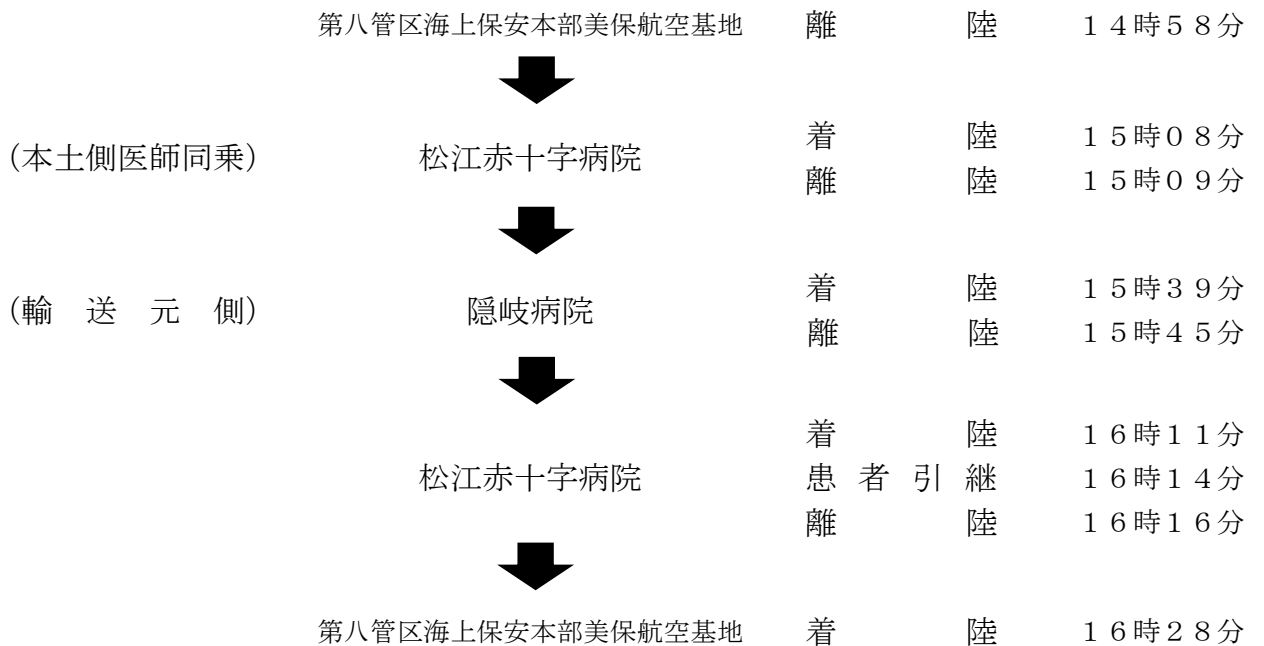 第八管区海上保安本部美保航空基地 離陸 14時58分
着陸 15時08分
(本土側医師同乗) 松江赤十字病院
離陸 15時09分
着陸 15時39分
(輸送元側) 隠岐病院
離陸 15時45分
着陸 16時11分
松江赤十字病院 患者引継 16時14分
離陸 16時16分
第八管区海上保安本部美保航空基地 着陸 16時28分